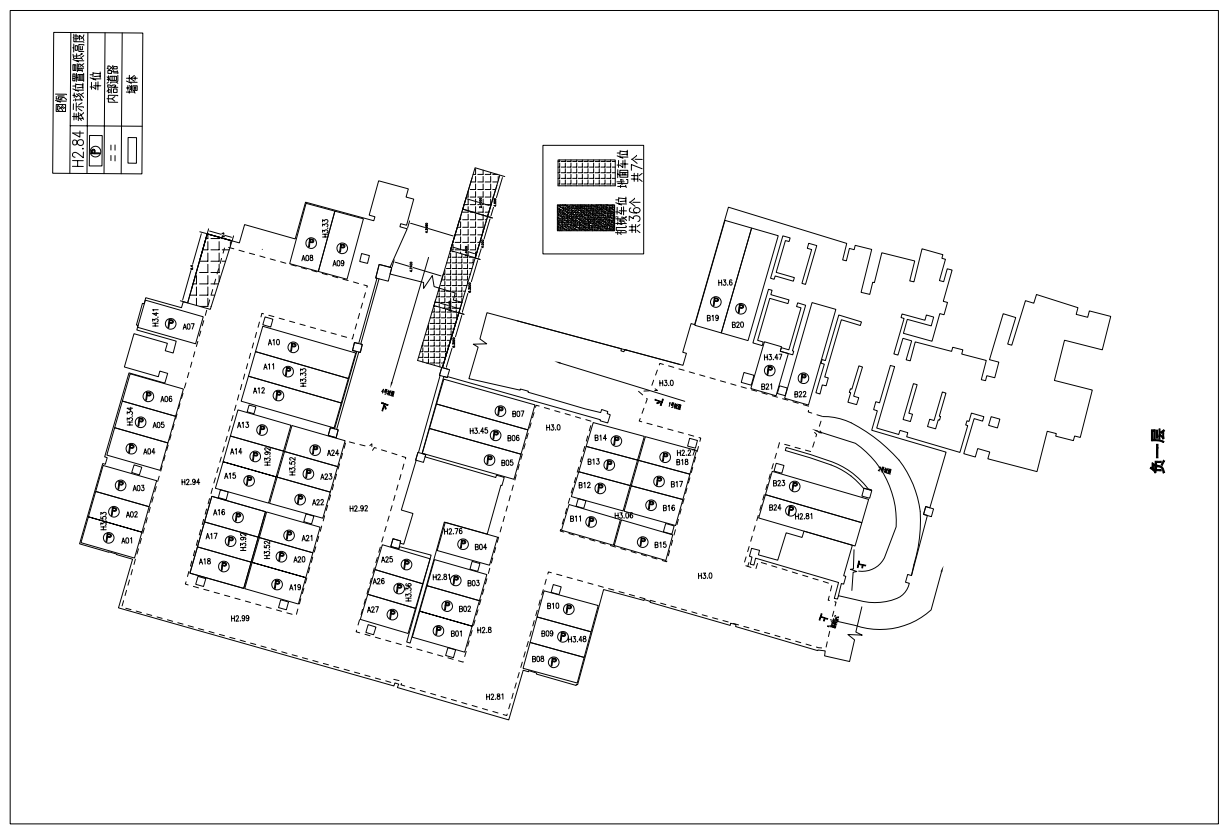 图例
H2.84 表示该位置最低高度
P 车位
内部道路
墙体
地面车位
共7个
机械车位
共36个
负一层
P A08
H3.33
P A09
H3.41
P A07
P A06
H3.34
P A05
P A04
P A03
H3.53
P A02
P A01
A10 P
A11 P
H3.33
A12 P
A13 P
A14 P
H3.92
A15 P
P A24
H3.52
P A23
P A22
A16 P
A17 P
H3.92
A18 P
P A21
H3.52
P A20
P A19
H2.94
H2.92
H2.99
A25 P
A26 P
H3.36
A27 P
H2.76
P B04
H2.81
P B03
P B02
P B01
H2.8
H2.81
P B07
H3.45
P B06
P B05
H3.0
B14 P
B13 P
B12 P
B11 P
H2.27
P B18
P B17
P B16
H3.06
P B15
B10 P
B09 P
H3.48
B08 P
H3.0
H3.0
H3.6
P B19
P B20
H3.47
P B21
P B22
B23 P
B24 P
H2.81
下
下
下
下